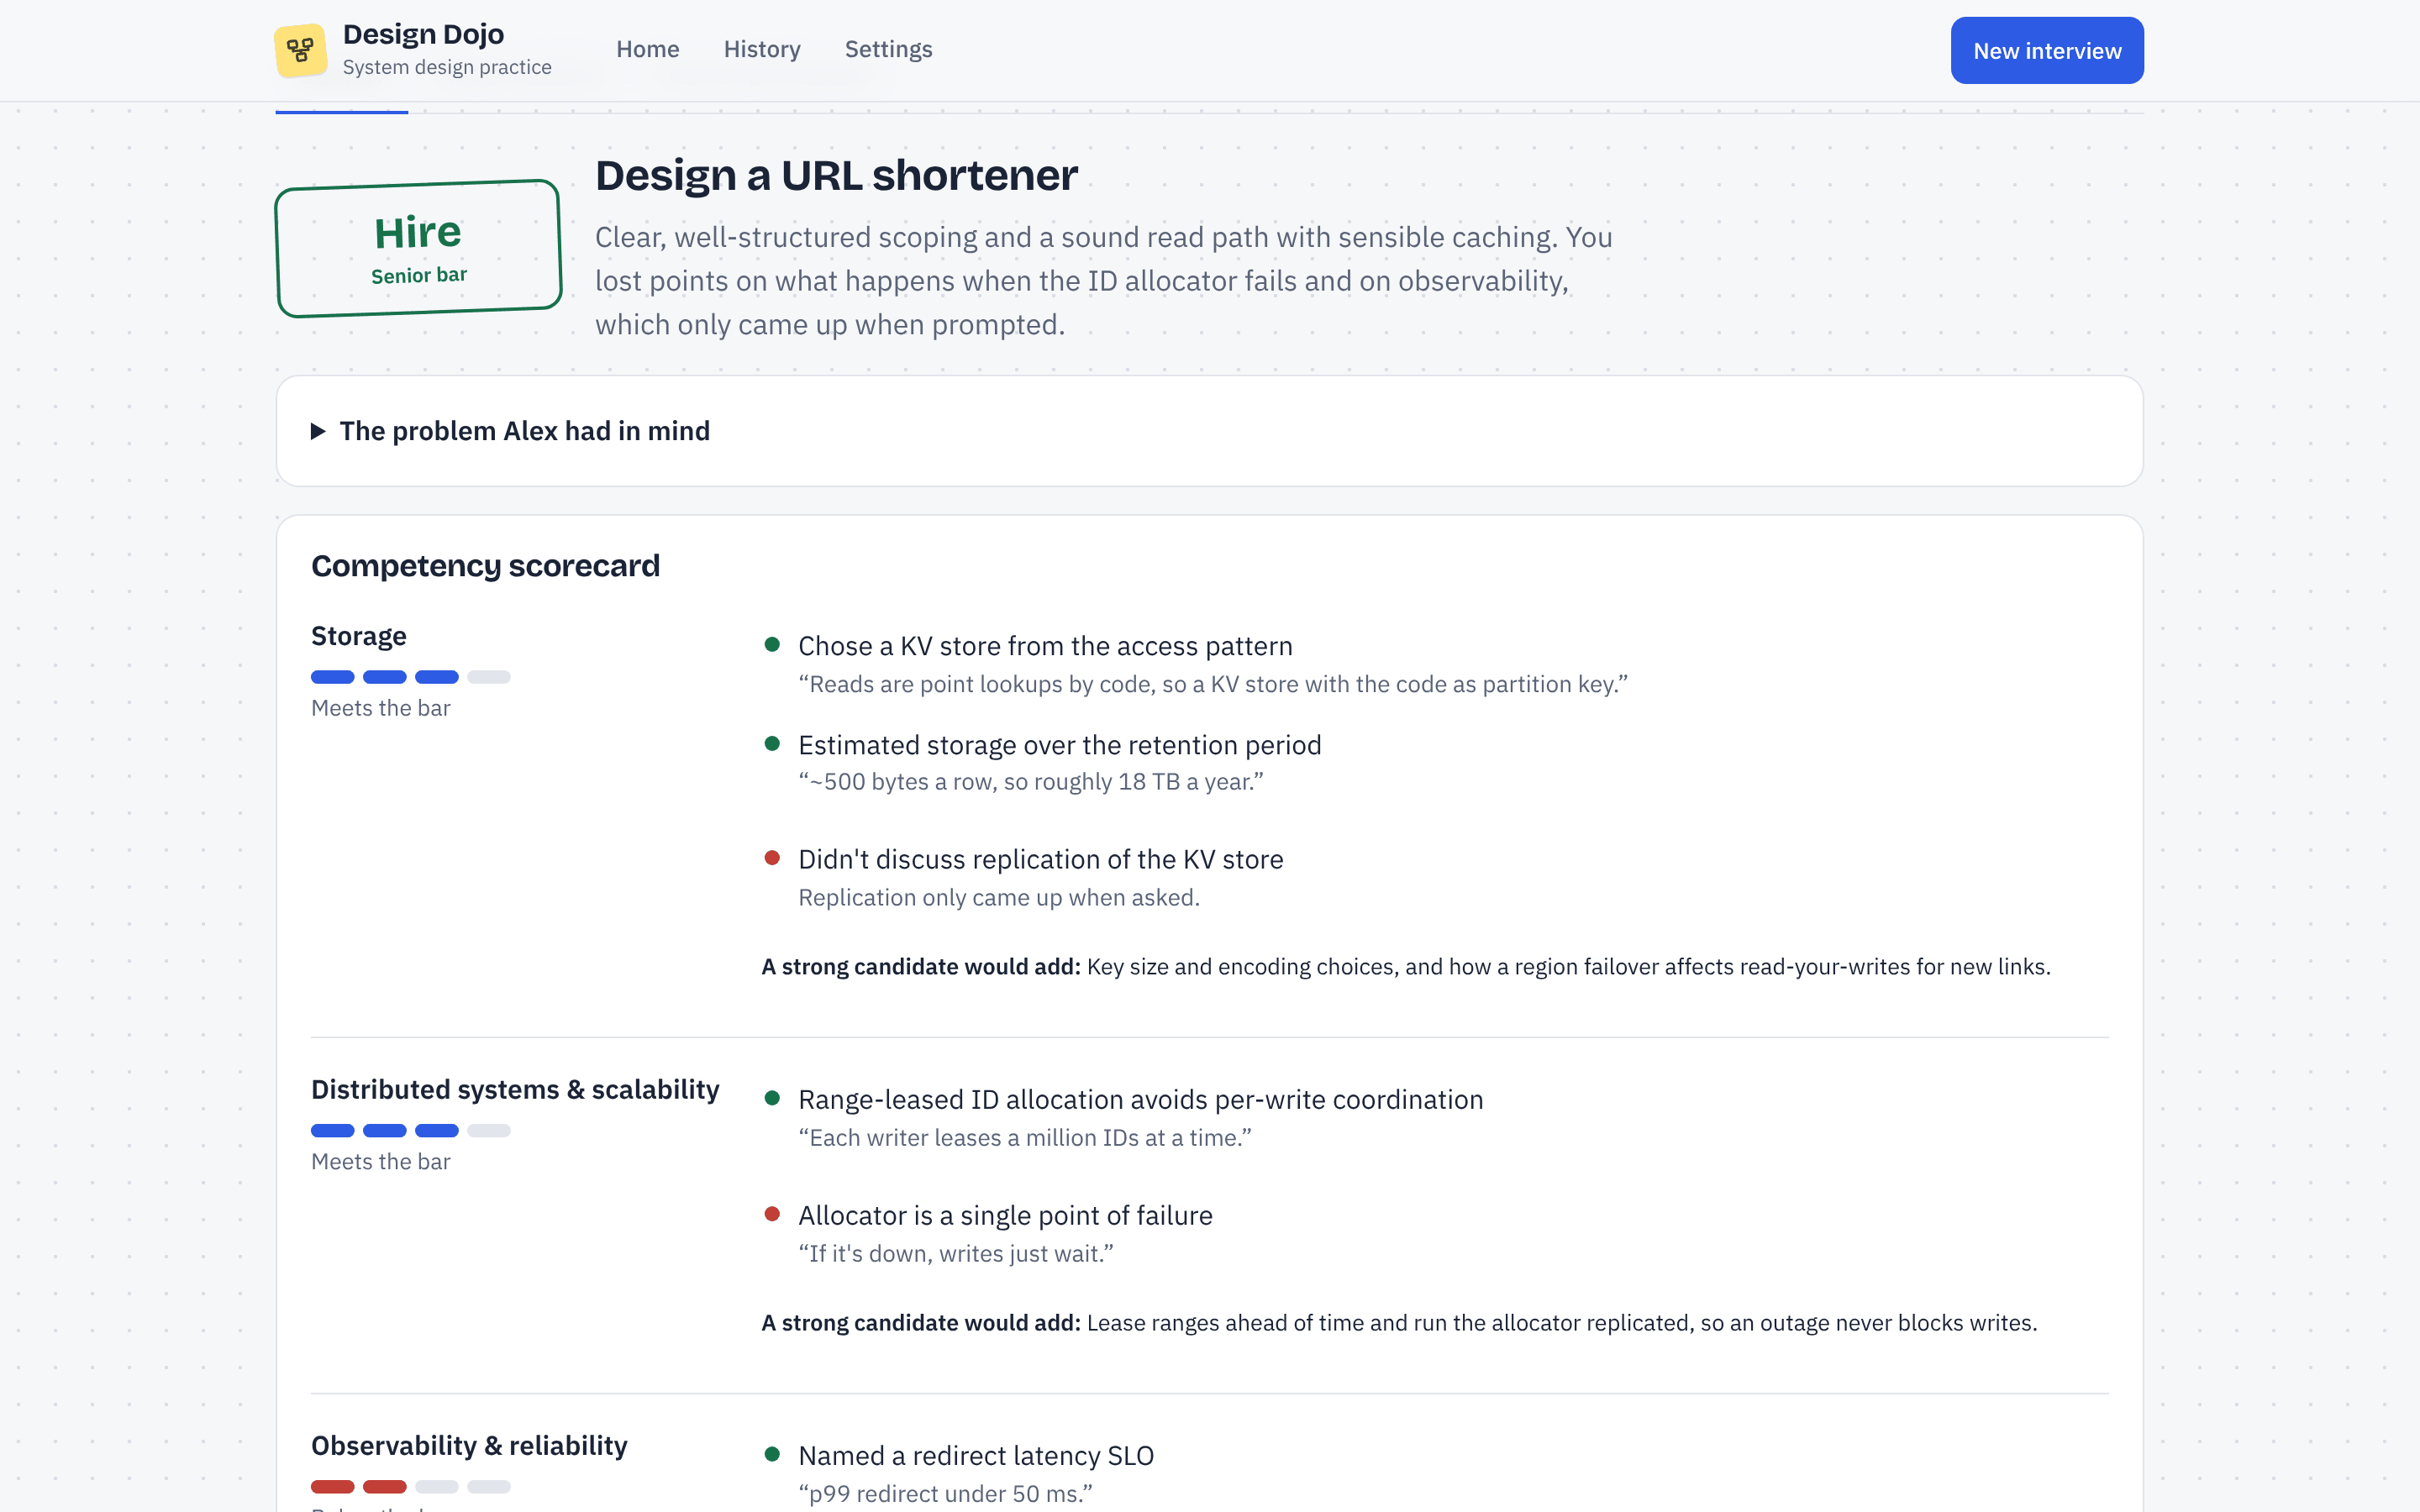 Design Dojo
System design practice
Home
History
Settings
New interview
Hire
Senior bar
Design a URL shortener
Clear, well-structured scoping and a sound read path with sensible caching. You
lost points on what happens when the ID allocator fails and on observability,
which only came up when prompted.
The problem Alex had in mind
Competency scorecard
Storage
Meets the bar
Chose a KV store from the access pattern
“Reads are point lookups by code, so a KV store with the code as partition key.”
Estimated storage over the retention period
“~500 bytes a row, so roughly 18 TB a year.”
Didn't discuss replication of the KV store
Replication only came up when asked.
A strong candidate would add: Key size and encoding choices, and how a region failover affects read-your-writes for new links.
Distributed systems & scalability
Meets the bar
Range-leased ID allocation avoids per-write coordination
“Each writer leases a million IDs at a time.”
Allocator is a single point of failure
“If it's down, writes just wait.”
A strong candidate would add: Lease ranges ahead of time and run the allocator replicated, so an outage never blocks writes.
Observability & reliability
Named a redirect latency SLO
“p99 redirect under 50 ms.”